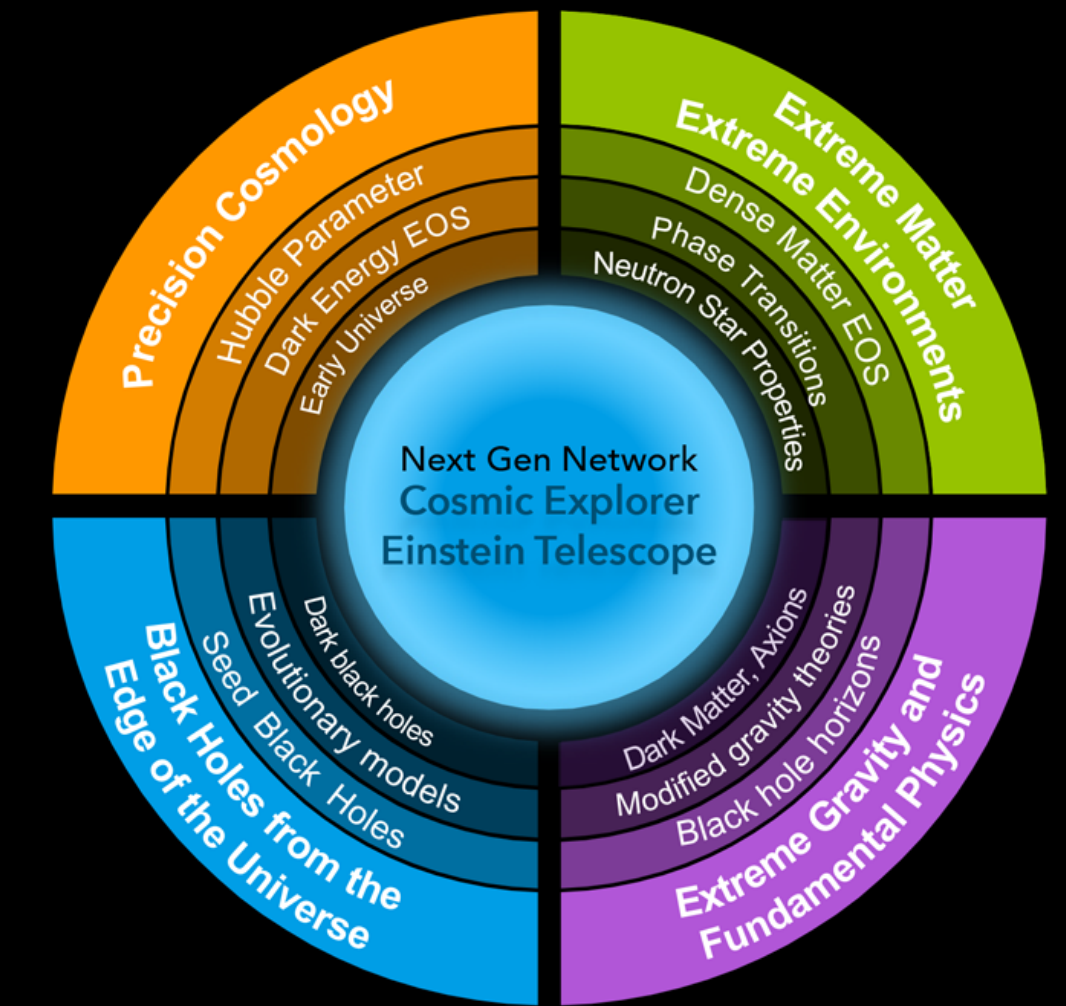 Precision Cosmology
Hubble Parameter
Dark Energy EOS
Early Universe
Extreme Matter
Extreme Environments
Dense Matter EOS
Phase Transitions
Neutron Star Properties
Next Gen Network
Cosmic Explorer
Einstein Telescope
Dark black holes
Evolutionary models
Seed Black Holes
Black Holes from the
Edge of the Universe
Dark Matter, Axions
Modified gravity theories
Black hole horizons
Extreme Gravity and
Fundamental Physics